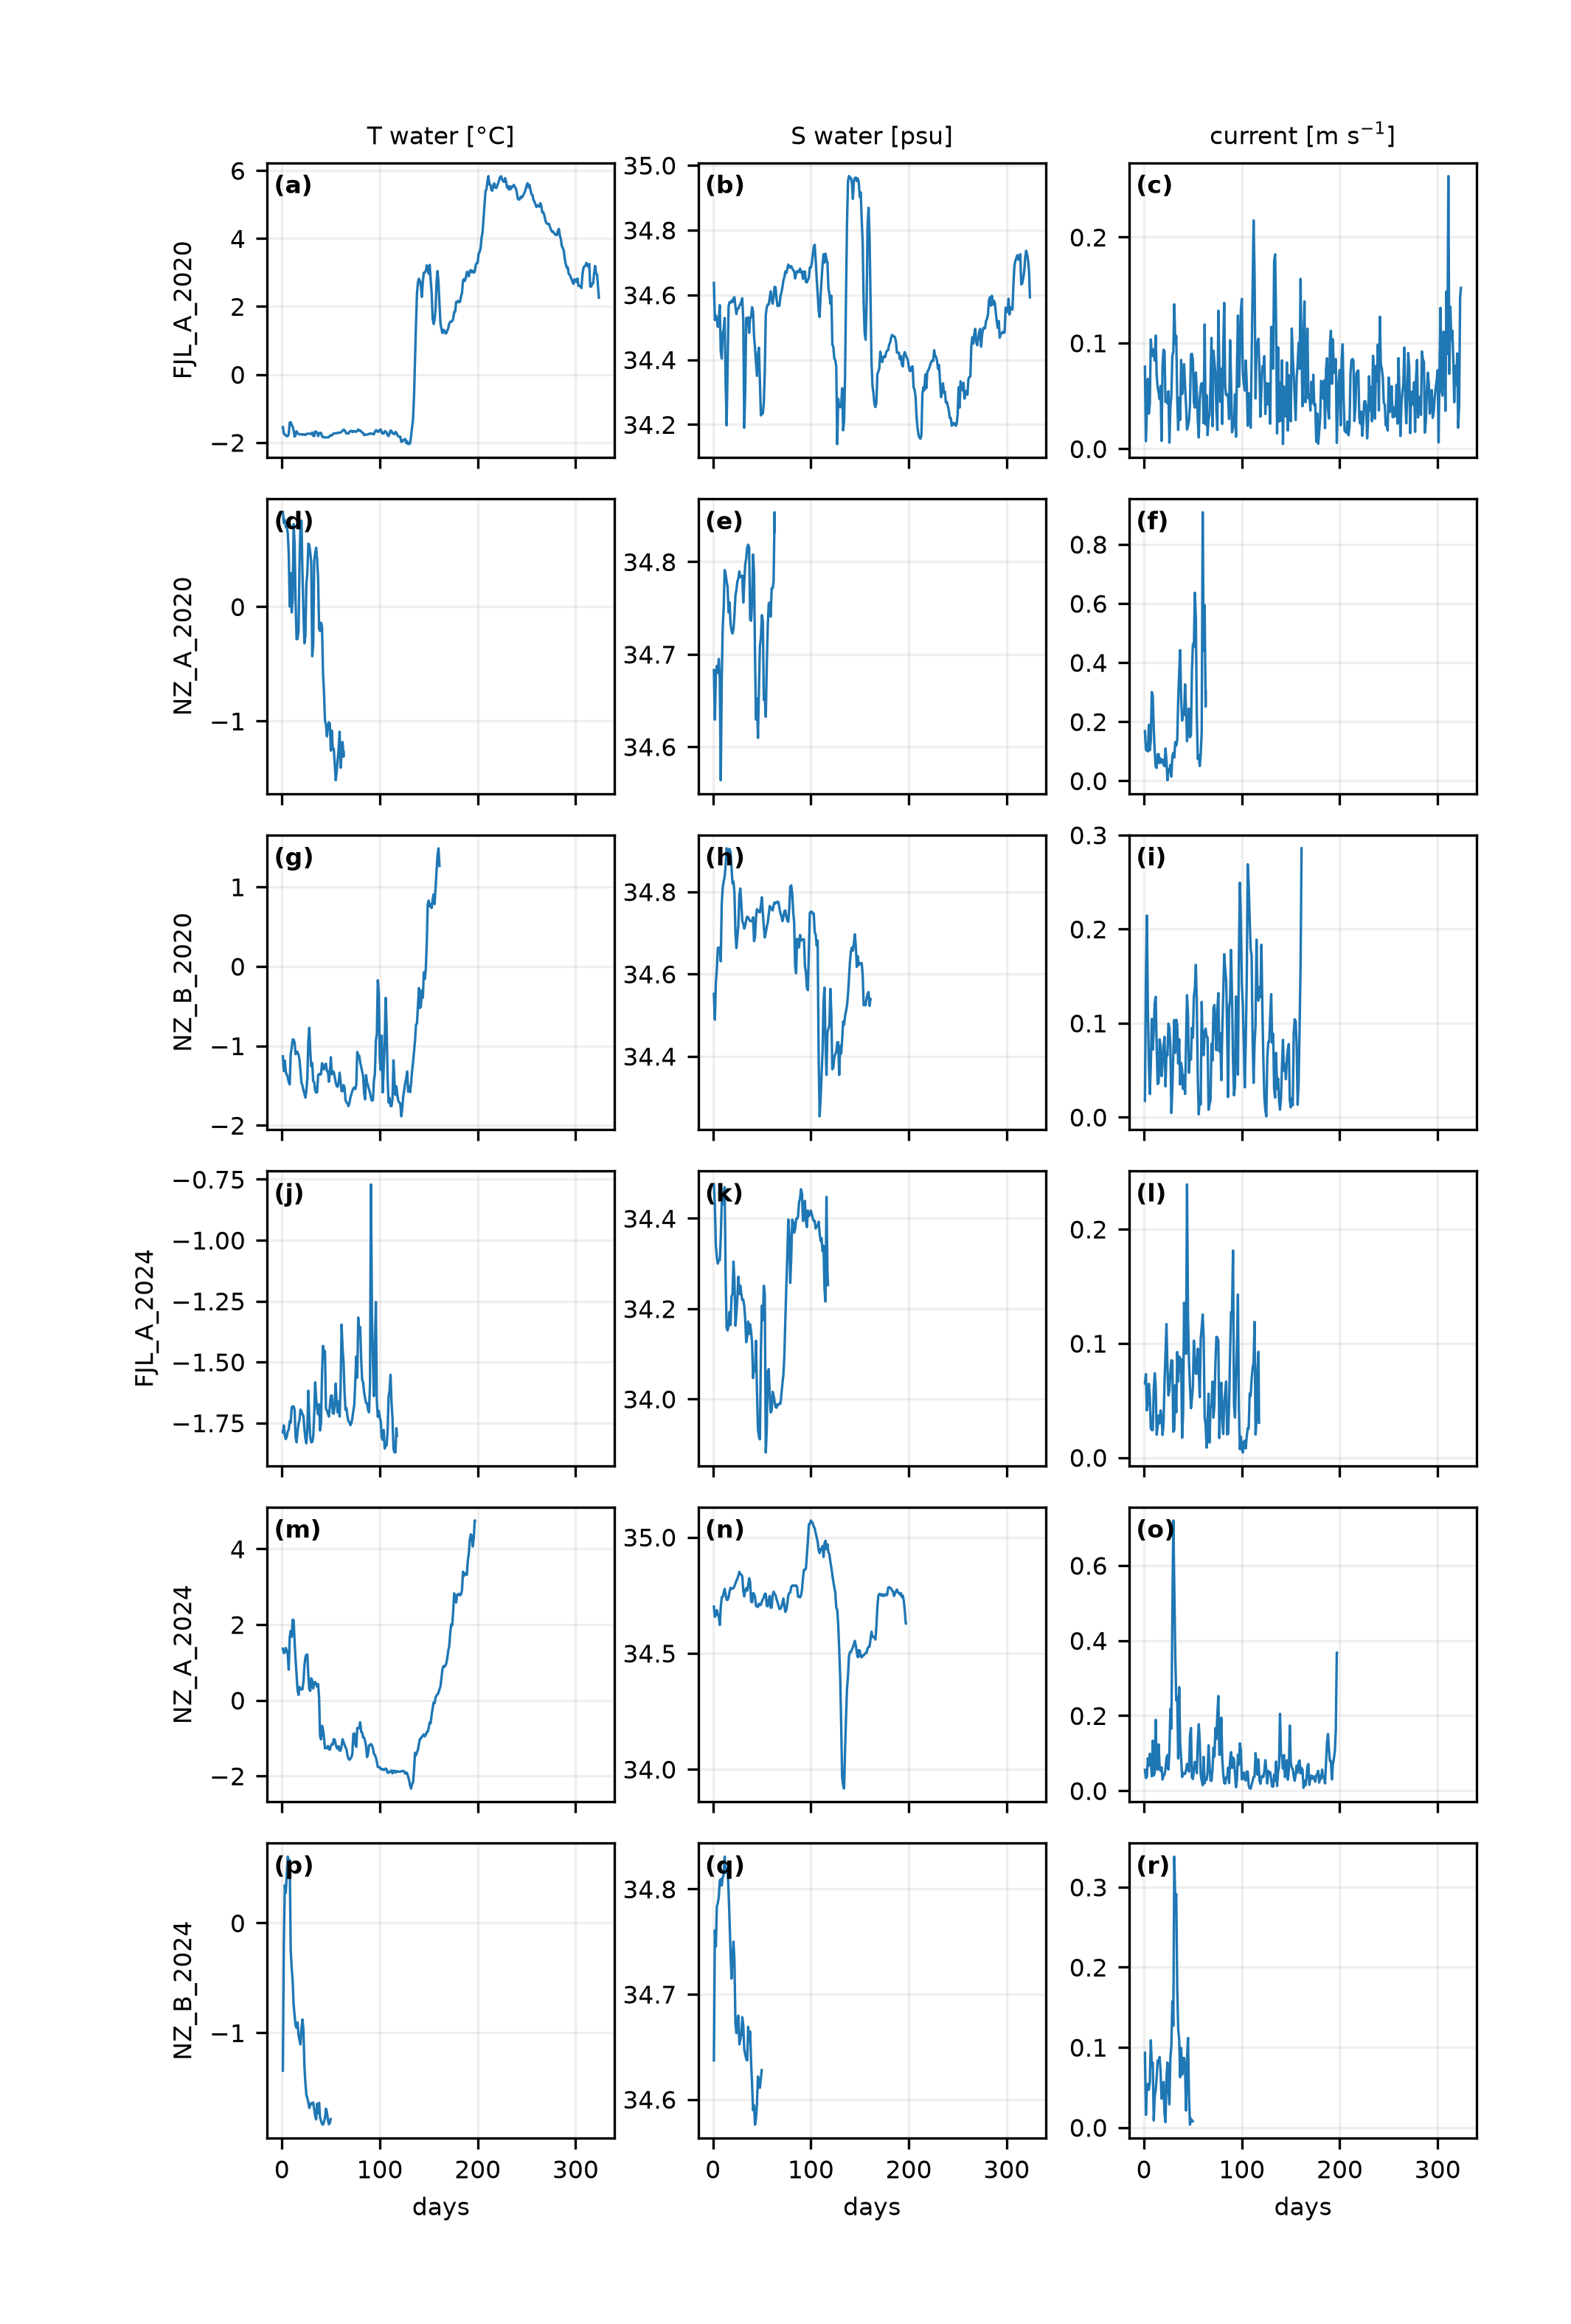 T water [°C] S water [psu] current [m s⁻¹]
FJL_A_2020
(a) 6 4 2 0 −2
(b) 35.0 34.8 34.6 34.4 34.2
(c) 0.2 0.1 0.0
NZ_A_2020
(d) 0 −1
(e) 34.8 34.7 34.6
(f) 0.8 0.6 0.4 0.2 0.0
NZ_B_2020
(g) 1 0 −1 −2
(h) 34.8 34.6 34.4
(i) 0.3 0.2 0.1 0.0
FJL_A_2024
(j) −0.75 −1.00 −1.25 −1.50 −1.75
(k) 34.4 34.2 34.0
(l) 0.2 0.1 0.0
NZ_A_2024
(m) 4 2 0 −2
(n) 35.0 34.5 34.0
(o) 0.6 0.4 0.2 0.0
NZ_B_2024
(p) 0 −1
(q) 34.8 34.7 34.6
(r) 0.3 0.2 0.1 0.0
0 100 200 300 0 100 200 300 0 100 200 300
days days days